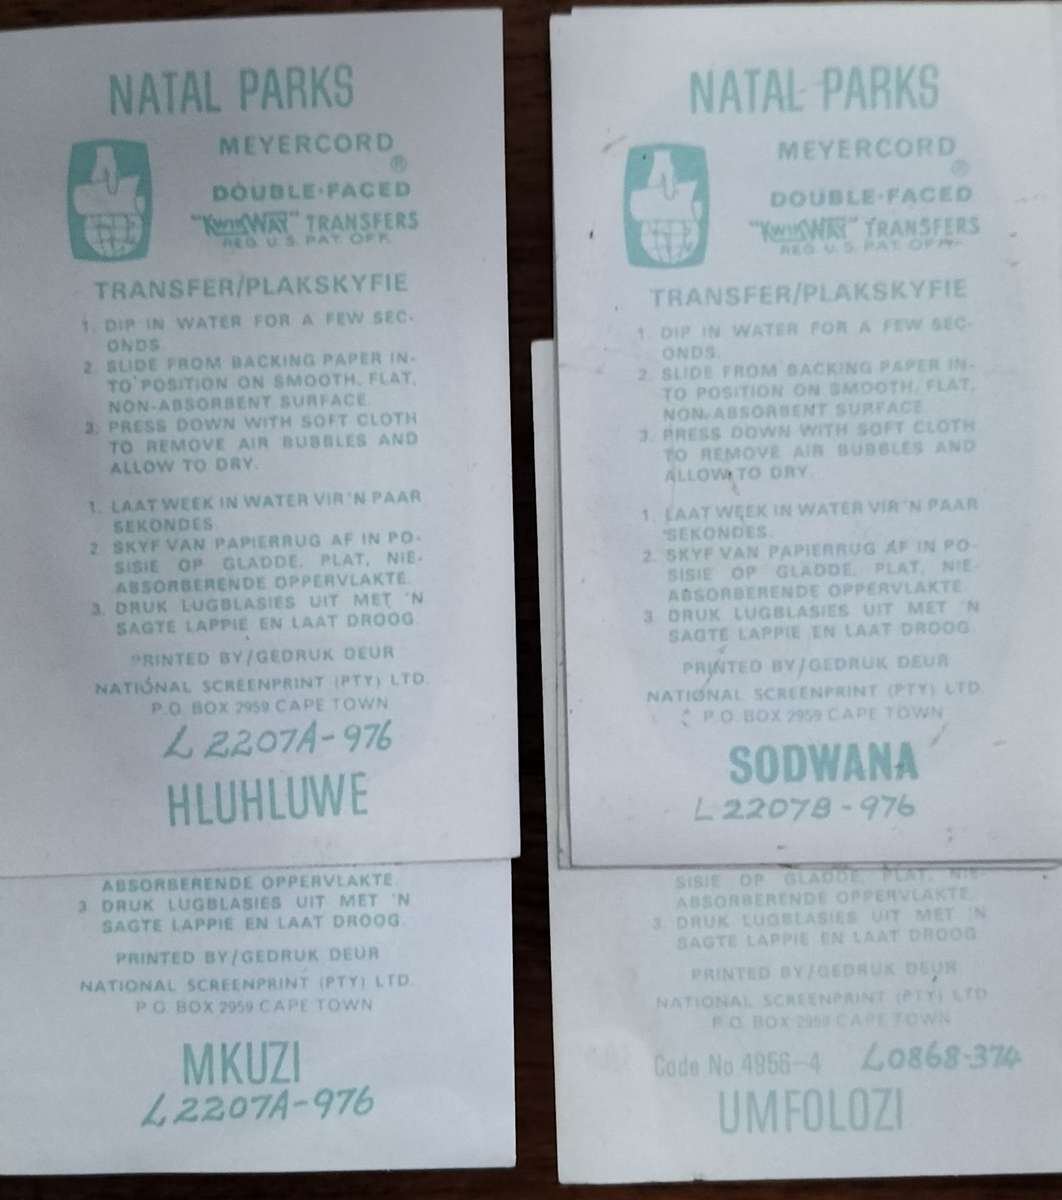 NATAL PARKS
MEYERCORD
®
DOUBLE-FACED
"KwikWAY" TRANSFERS
REG. U.S. PAT. OFF.
TRANSFER/PLAKSKYFIE
1. DIP IN WATER FOR A FEW SEC-
ONDS.
2. SLIDE FROM BACKING PAPER IN-
TO POSITION ON SMOOTH, FLAT,
NON-ABSORBENT SURFACE.
3. PRESS DOWN WITH SOFT CLOTH
TO REMOVE AIR BUBBLES AND
ALLOW TO DRY.
1. LAAT WEEK IN WATER VIR 'N PAAR
SEKONDES.
2. SKYF VAN PAPIERRUG AF IN PO-
SISIE OP GLADDE, PLAT, NIE-
ABSORBERENDE OPPERVLAKTE.
3. DRUK LUGBLASIES UIT MET 'N
SAGTE LAPPIE EN LAAT DROOG.
PRINTED BY/GEDRUK DEUR
NATIONAL SCREENPRINT (PTY) LTD.
P.O. BOX 2959 CAPE TOWN
L2207A-976
HLUHLUWE
ABSORBERENDE OPPERVLAKTE.
3. DRUK LUGBLASIES UIT MET 'N
SAGTE LAPPIE EN LAAT DROOG.
PRINTED BY/GEDRUK DEUR
NATIONAL SCREENPRINT (PTY) LTD.
P.O. BOX 2959 CAPE TOWN
MKUZI
L2207A-976
NATAL PARKS
MEYERCORD
®
DOUBLE-FACED
"KwikWAY" TRANSFERS
REG. U.S. PAT. OFF.
TRANSFER/PLAKSKYFIE
1. DIP IN WATER FOR A FEW SEC-
ONDS.
2. SLIDE FROM BACKING PAPER IN-
TO POSITION ON SMOOTH, FLAT,
NON-ABSORBENT SURFACE.
3. PRESS DOWN WITH SOFT CLOTH
TO REMOVE AIR BUBBLES AND
ALLOW TO DRY.
1. LAAT WEEK IN WATER VIR 'N PAAR
SEKONDES.
2. SKYF VAN PAPIERRUG AF IN PO-
SISIE OP GLADDE, PLAT, NIE-
ABSORBERENDE OPPERVLAKTE.
3. DRUK LUGBLASIES UIT MET 'N
SAGTE LAPPIE EN LAAT DROOG.
PRINTED BY/GEDRUK DEUR
NATIONAL SCREENPRINT (PTY) LTD.
P.O. BOX 2959 CAPE TOWN
SODWANA
L2207B-976
SISIE OP GLADDE, PLAT, NIE-
ABSORBERENDE OPPERVLAKTE.
3. DRUK LUGBLASIES UIT MET 'N
SAGTE LAPPIE EN LAAT DROOG.
PRINTED BY/GEDRUK DEUR
NATIONAL SCREENPRINT (PTY) LTD.
P.O. BOX 2959 CAPE TOWN
Code No. 4956-4 L0868-374
UMFOLOZI